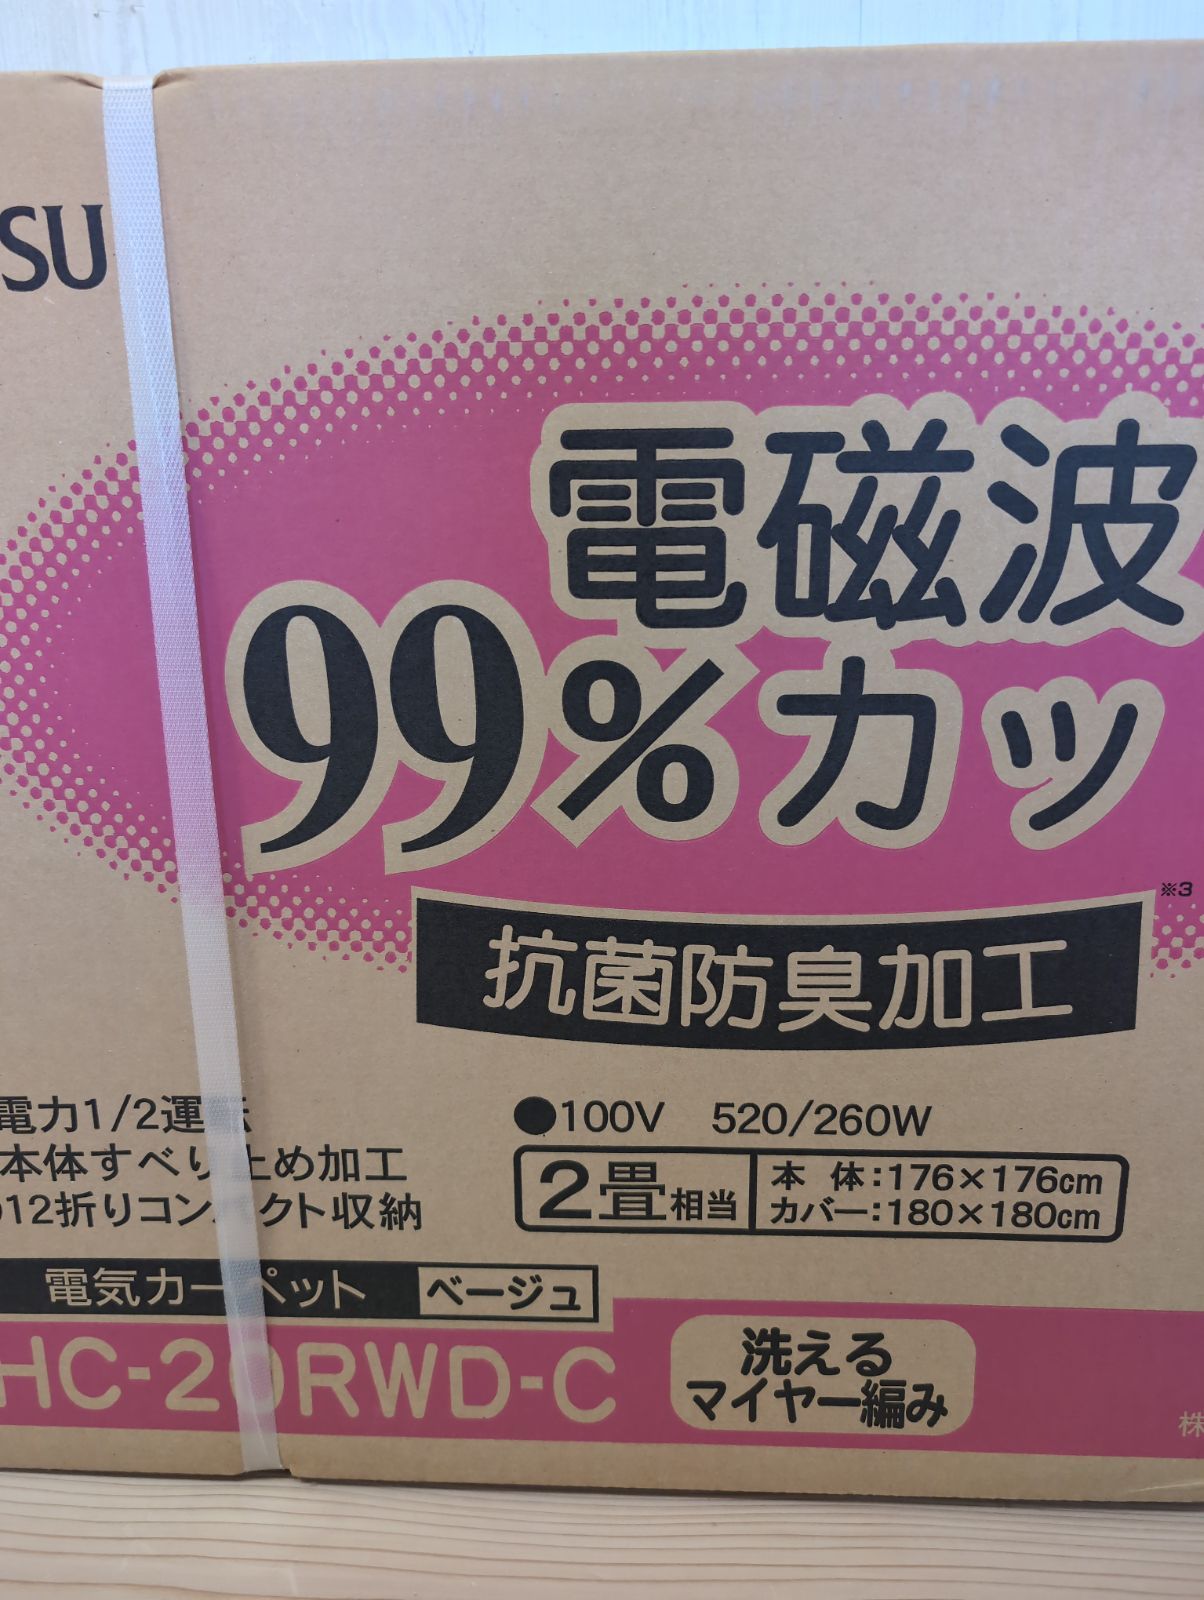 SU
電磁波
99%カッ
※3
抗菌防臭加工
電力1/2運転
本体すべり止め加工
12折りコンパクト収納
●100V 520/260W
2畳相当
本 体:176×176cm
カバー:180×180cm
電気カーペット
ベージュ
HC-20RWD-C
洗える
マイヤー編み
株